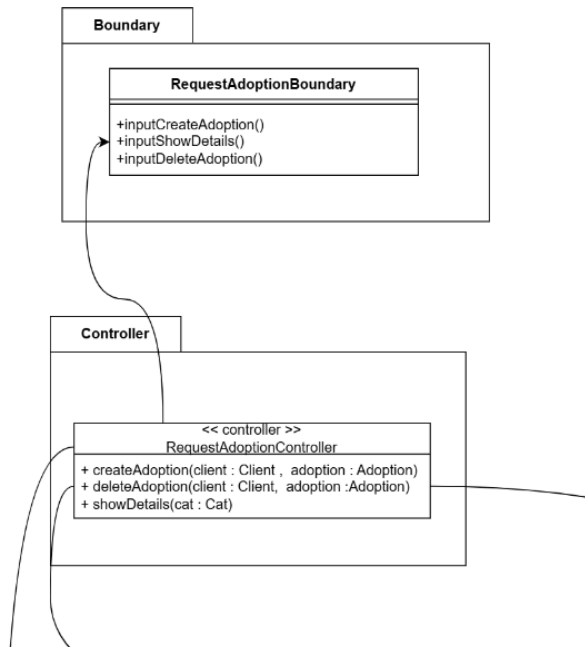 Boundary
RequestAdoptionBoundary
+inputCreateAdoption()
+inputShowDetails()
+inputDeleteAdoption()
Controller
<< controller >>
RequestAdoptionController
+ createAdoption(client : Client , adoption : Adoption)
+ deleteAdoption(client : Client, adoption :Adoption)
+ showDetails(cat : Cat)